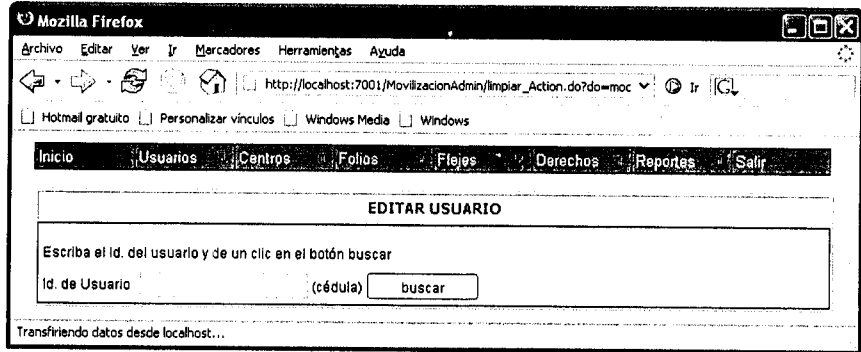 Mozilla Firefox
Archivo Editar Ver Ir Marcadores Herramientas Ayuda
http://localhost:7001/MovilizacionAdmin/limpiar_Action.do?do=moc Ir G
Hotmail gratuito Personalizar vínculos Windows Media Windows
Inicio Usuarios Centros Folios Flejes Derechos Reportes Salir
EDITAR USUARIO
Escriba el Id. del usuario y de un clic en el botón buscar
Id. de Usuario (cédula) buscar
Transfiriendo datos desde localhost...